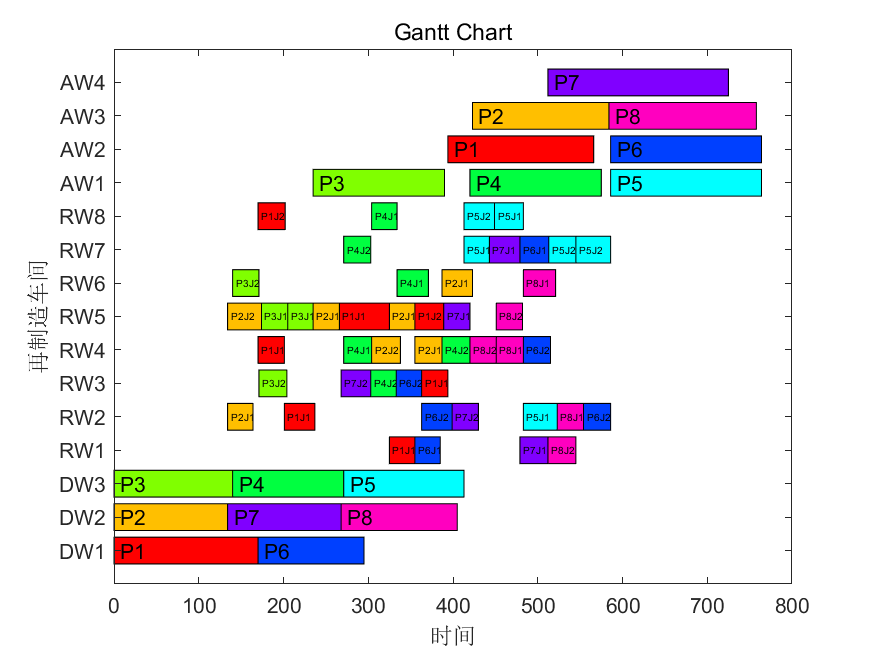 Gantt Chart
AW4 P7
AW3 P2 P8
AW2 P1 P6
AW1 P3 P4 P5
RW8 P1J2 P4J1 P5J2 P5J1
RW7 P4J2 P5J1 P7J1 P6J1 P5J2 P5J2
RW6 P3J2 P4J1 P2J1 P8J1
RW5 P2J2 P3J1 P3J1 P2J1 P1J1 P2J1 P1J2 P7J1 P8J2
RW4 P1J1 P4J1 P2J2 P2J1 P4J2 P8J2 P8J1 P6J2
RW3 P3J2 P7J2 P4J2 P6J2 P1J1
RW2 P2J1 P1J1 P6J2 P7J2 P5J1 P8J1 P6J2
RW1 P1J1 P6J1 P7J1 P8J2
DW3 P3 P4 P5
DW2 P2 P7 P8
DW1 P1 P6
0 100 200 300 400 500 600 700 800
时间
再制造车间